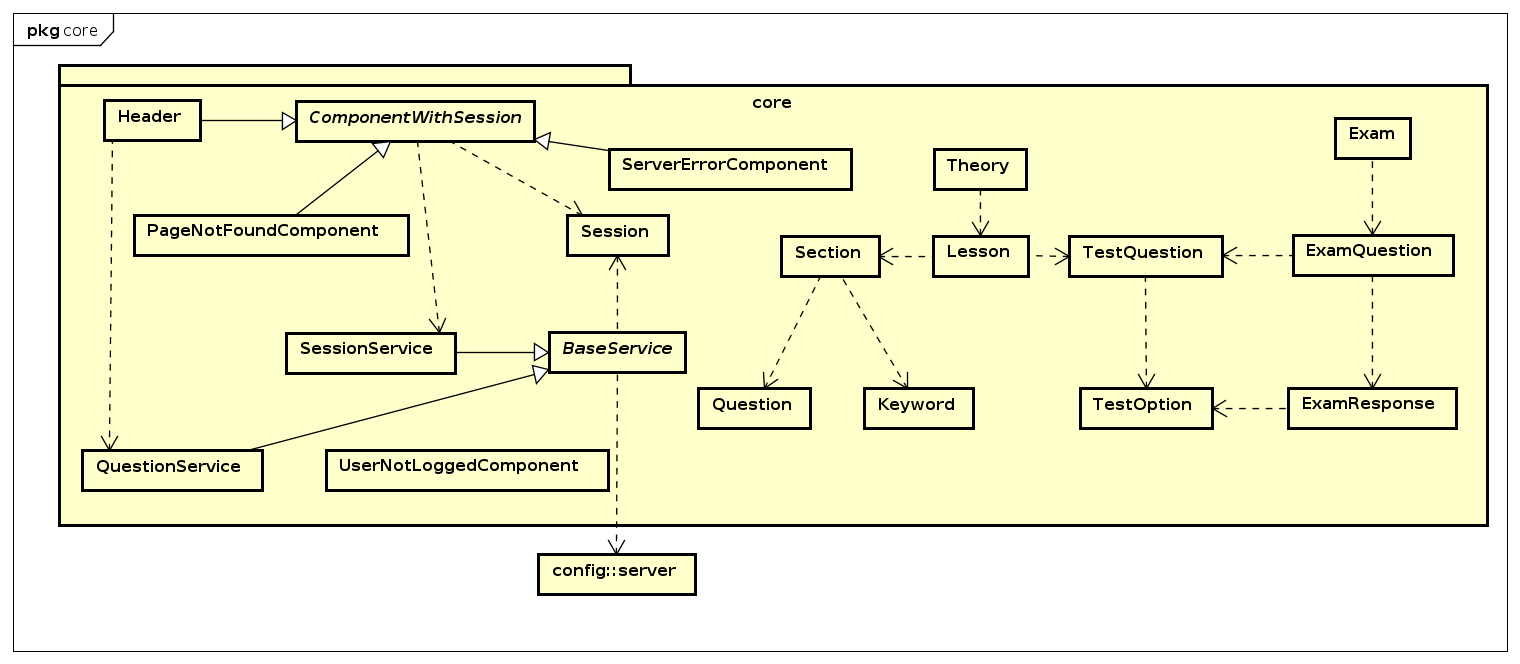 pkg core
core
Header
ComponentWithSession
Exam
ServerErrorComponent
Theory
PageNotFoundComponent
Session
Section
Lesson
TestQuestion
ExamQuestion
SessionService
BaseService
Question
Keyword
TestOption
ExamResponse
QuestionService
UserNotLoggedComponent
config::server